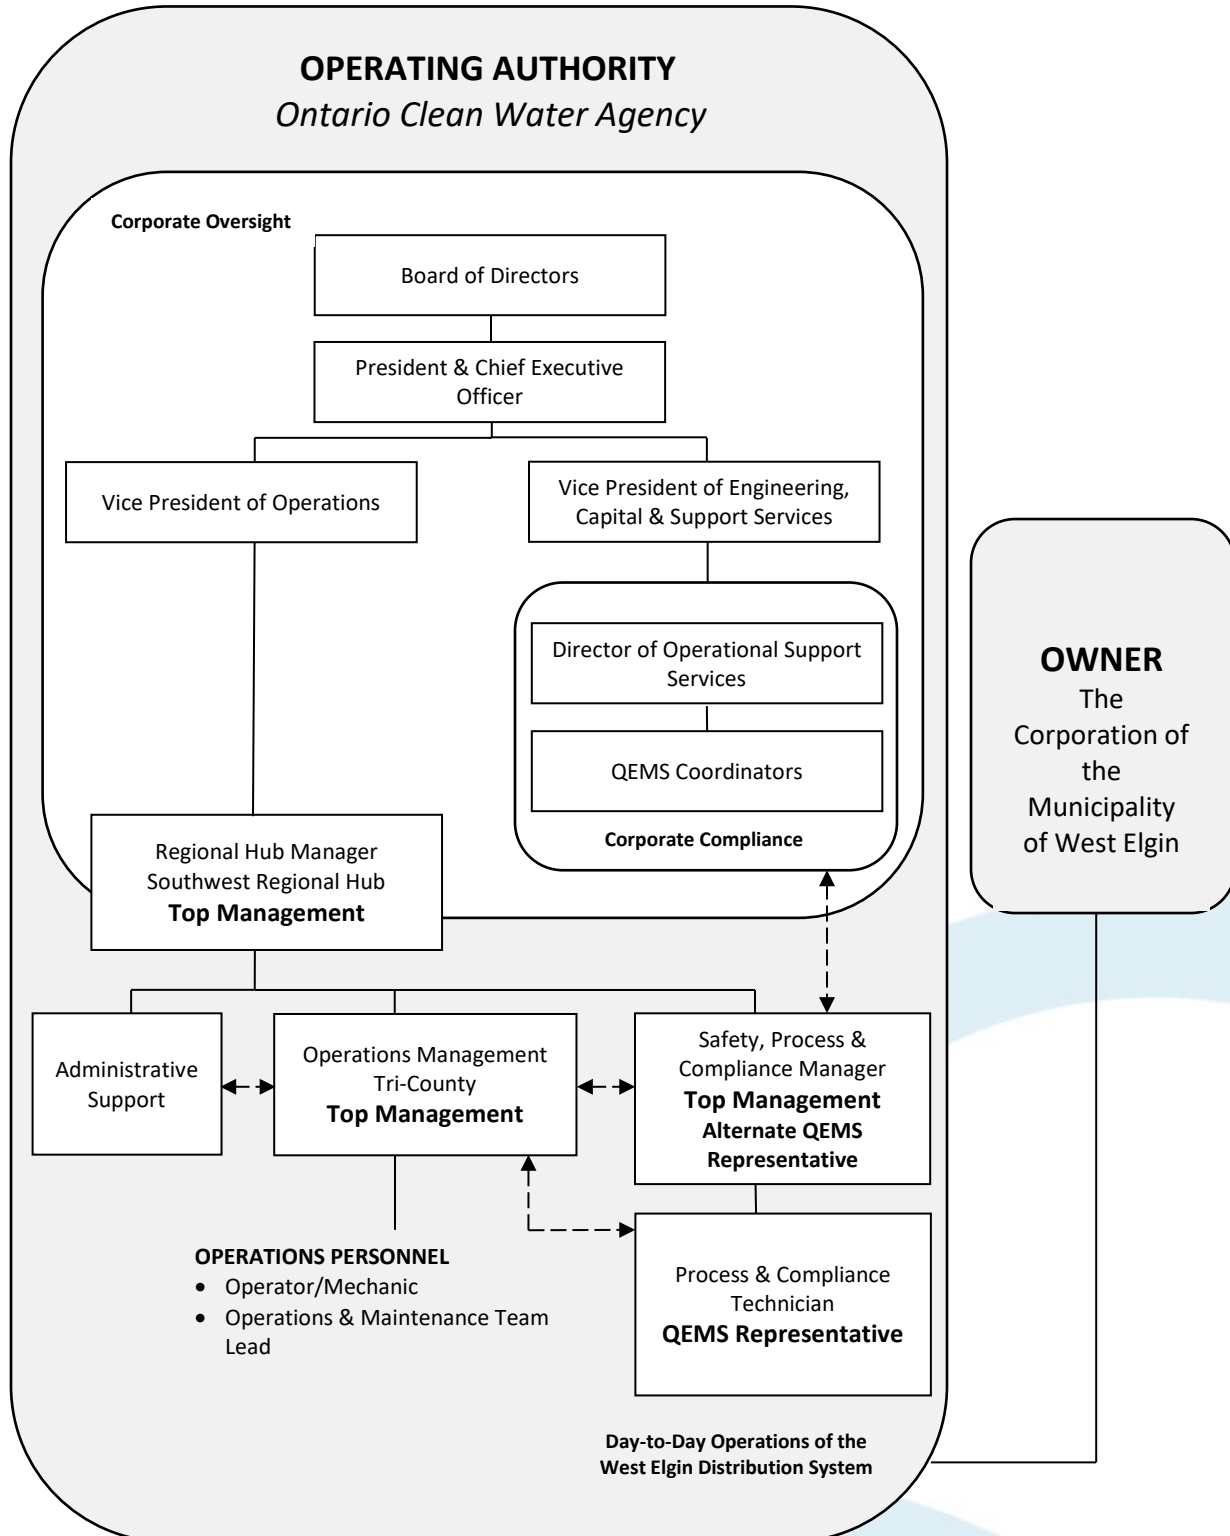 OPERATING AUTHORITY
Ontario Clean Water Agency
Corporate Oversight
Board of Directors
President & Chief Executive
Officer
Vice President of Operations
Vice President of Engineering,
Capital & Support Services
Director of Operational Support
Services
QEMS Coordinators
Corporate Compliance
OWNER
The
Corporation of
the
Municipality
of West Elgin
Regional Hub Manager
Southwest Regional Hub
Top Management
Administrative
Support
Operations Management
Tri-County
Top Management
Safety, Process &
Compliance Manager
Top Management
Alternate QEMS
Representative
OPERATIONS PERSONNEL
• Operator/Mechanic
• Operations & Maintenance Team
Lead
Process & Compliance
Technician
QEMS Representative
Day-to-Day Operations of the
West Elgin Distribution System